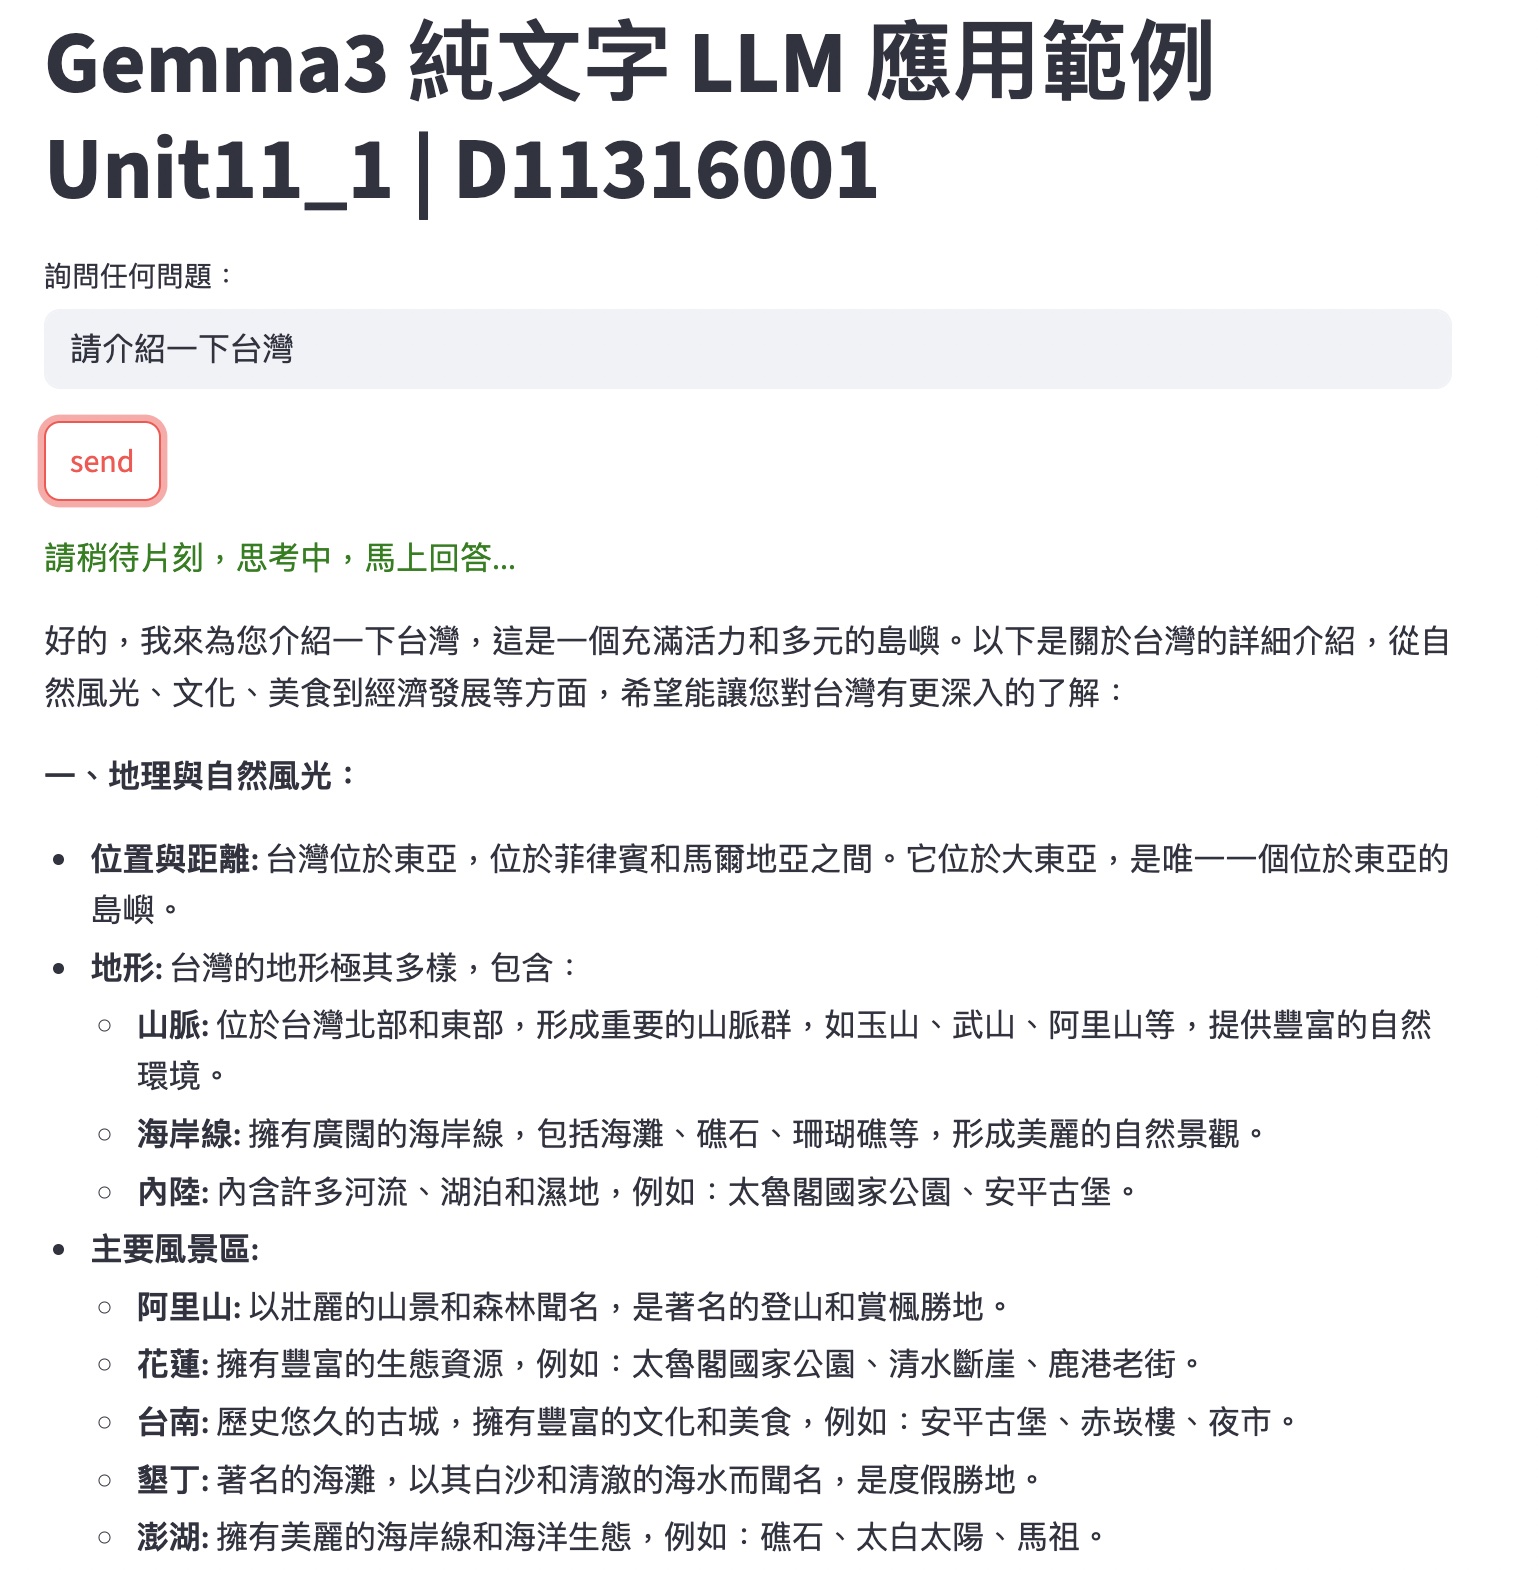 Gemma3 純文字 LLM 應用範例
Unit11_1 | D11316001
詢問任何問題：
請介紹一下台灣
send
請稍待片刻，思考中，馬上回答...
好的，我來為您介紹一下台灣，這是一個充滿活力和多元的島嶼。以下是關於台灣的詳細介紹，從自
然風光、文化、美食到經濟發展等方面，希望能讓您對台灣有更深入的了解：
一、地理與自然風光：
• 位置與距離: 台灣位於東亞，位於菲律賓和馬爾地亞之間。它位於大東亞，是唯一一個位於東亞的
島嶼。
• 地形: 台灣的地形極其多樣，包含：
○ 山脈: 位於台灣北部和東部，形成重要的山脈群，如玉山、武山、阿里山等，提供豐富的自然
環境。
○ 海岸線: 擁有廣闊的海岸線，包括海灘、礁石、珊瑚礁等，形成美麗的自然景觀。
○ 內陸: 內含許多河流、湖泊和濕地，例如：太魯閣國家公園、安平古堡。
• 主要風景區:
○ 阿里山: 以壯麗的山景和森林聞名，是著名的登山和賞楓勝地。
○ 花蓮: 擁有豐富的生態資源，例如：太魯閣國家公園、清水斷崖、鹿港老街。
○ 台南: 歷史悠久的古城，擁有豐富的文化和美食，例如：安平古堡、赤崁樓、夜市。
○ 墾丁: 著名的海灘，以其白沙和清澈的海水而聞名，是度假勝地。
○ 澎湖: 擁有美麗的海岸線和海洋生態，例如：礁石、太白太陽、馬祖。